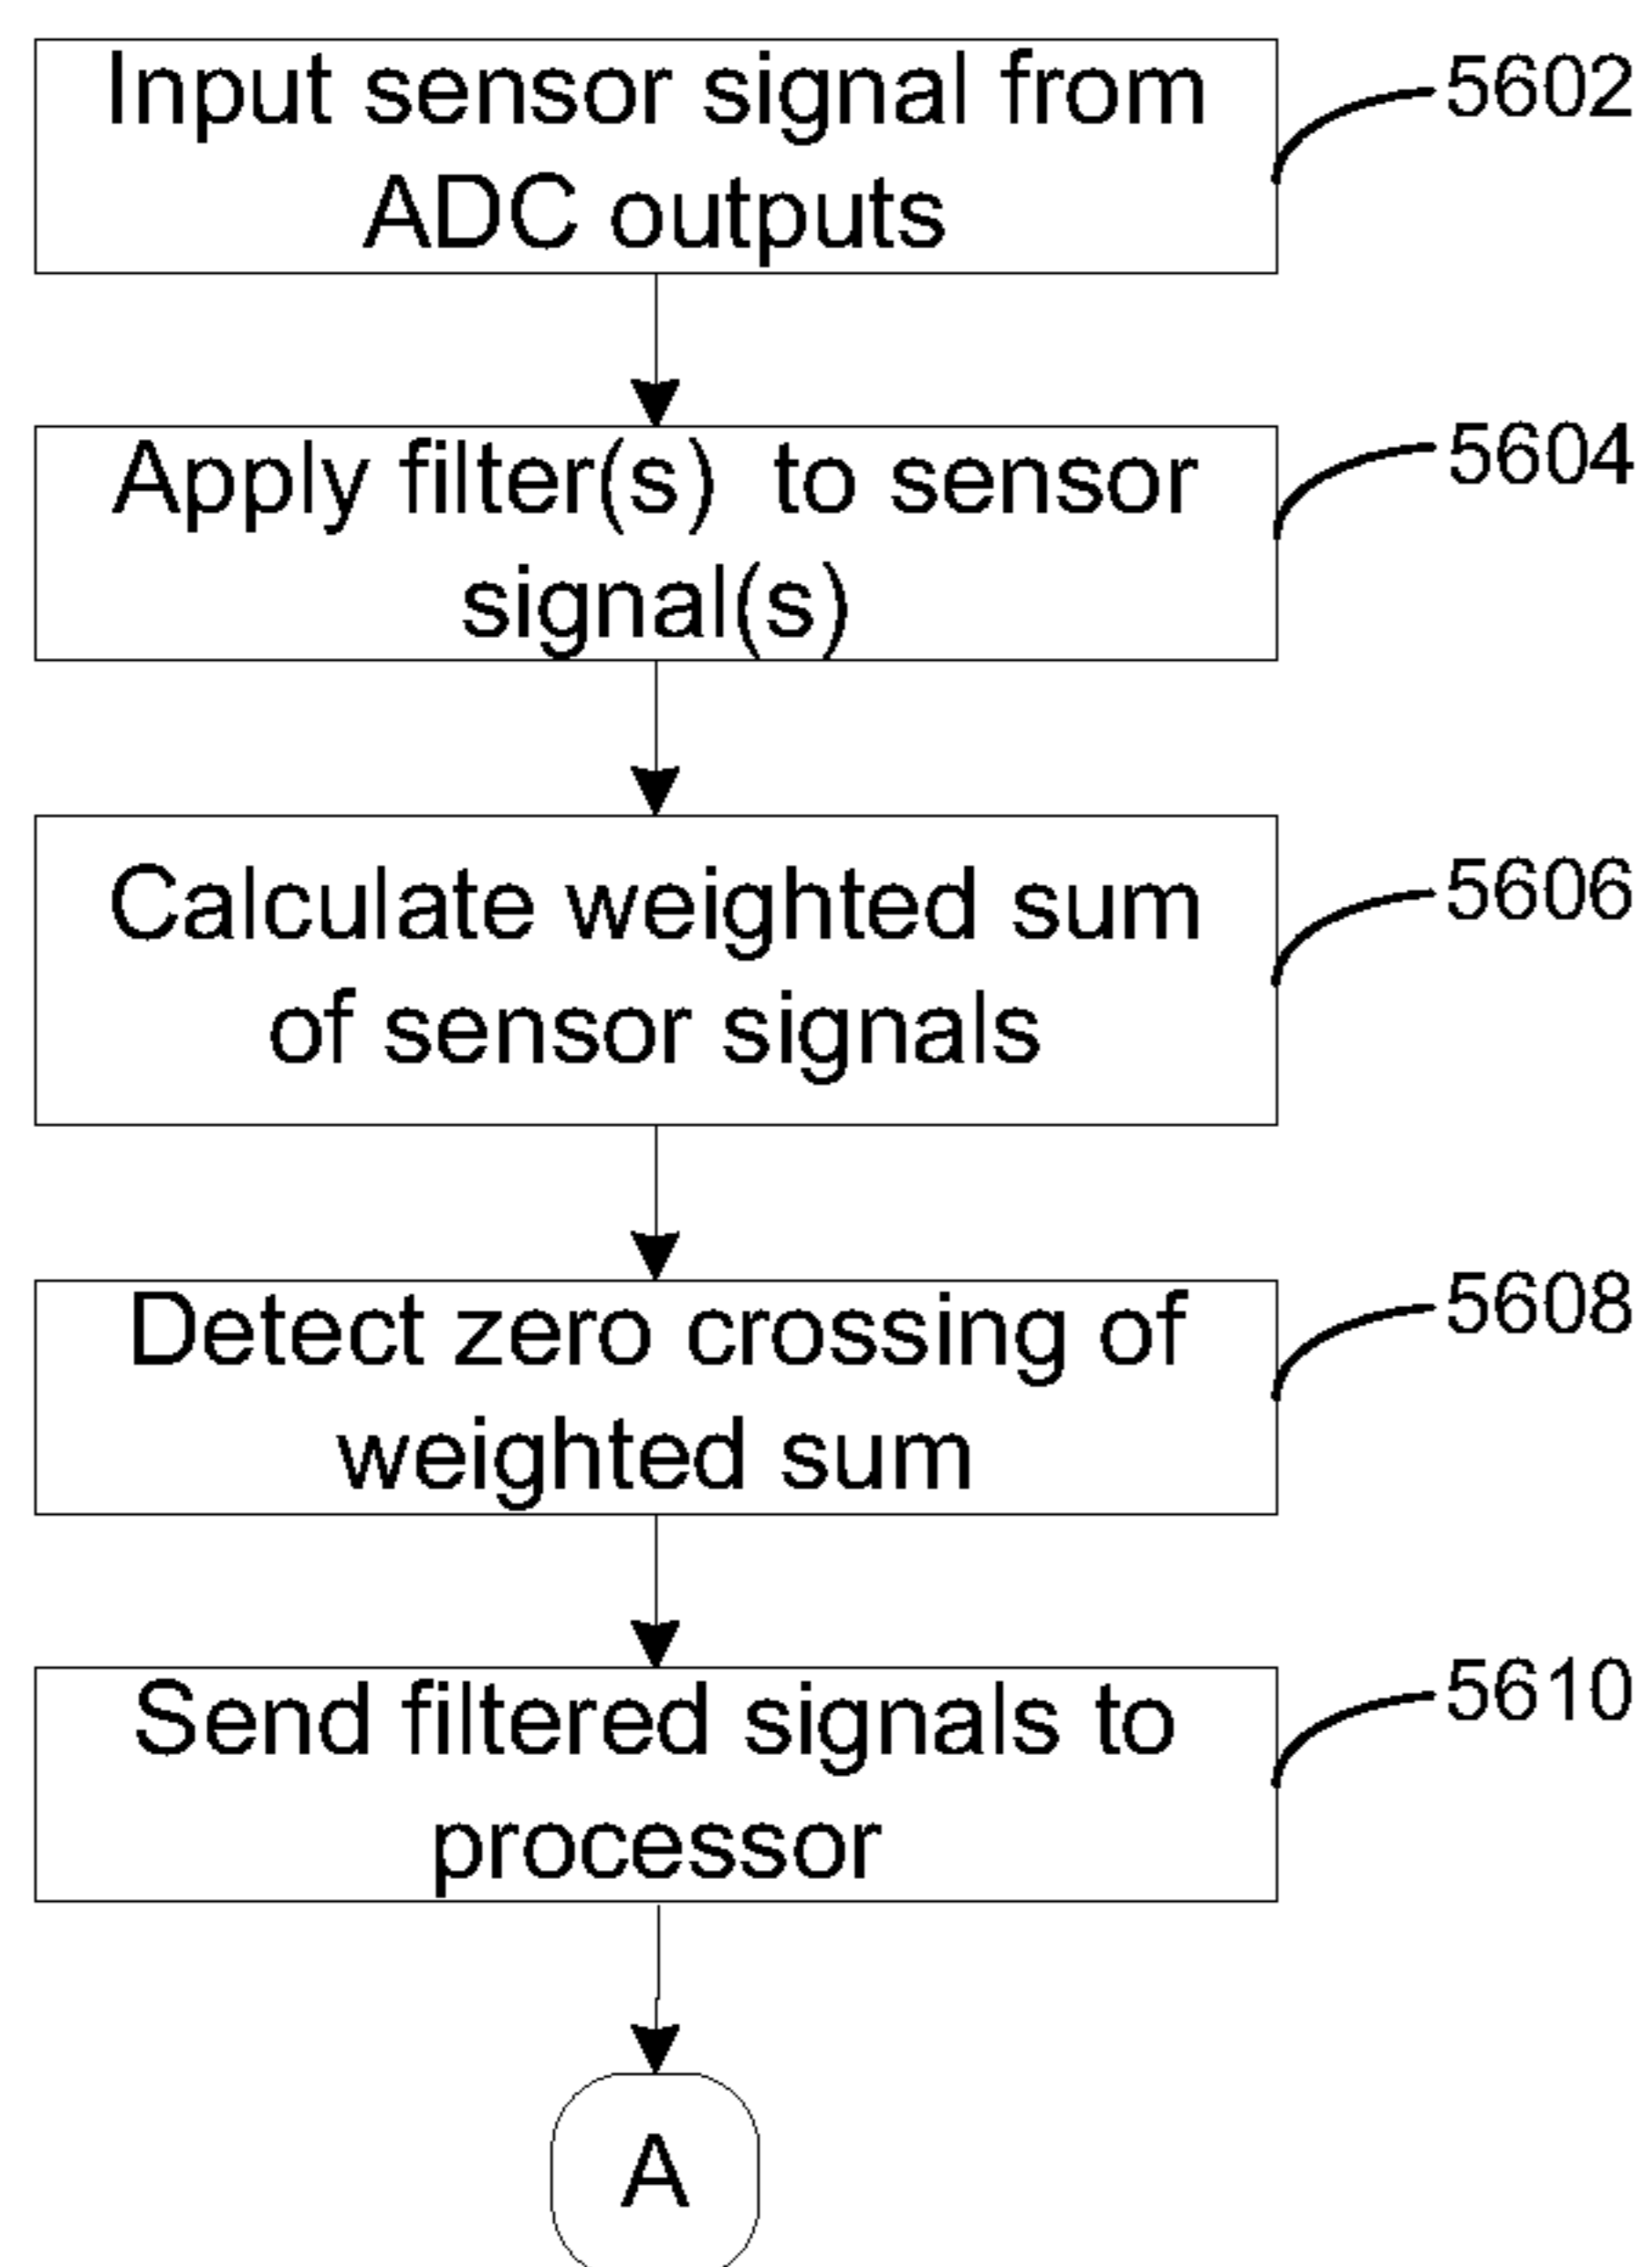 Input sensor signal from
ADC outputs
5602
Apply filter(s) to sensor
signal(s)
5604
Calculate weighted sum
of sensor signals
5606
Detect zero crossing of
weighted sum
5608
Send filtered signals to
processor
5610
A